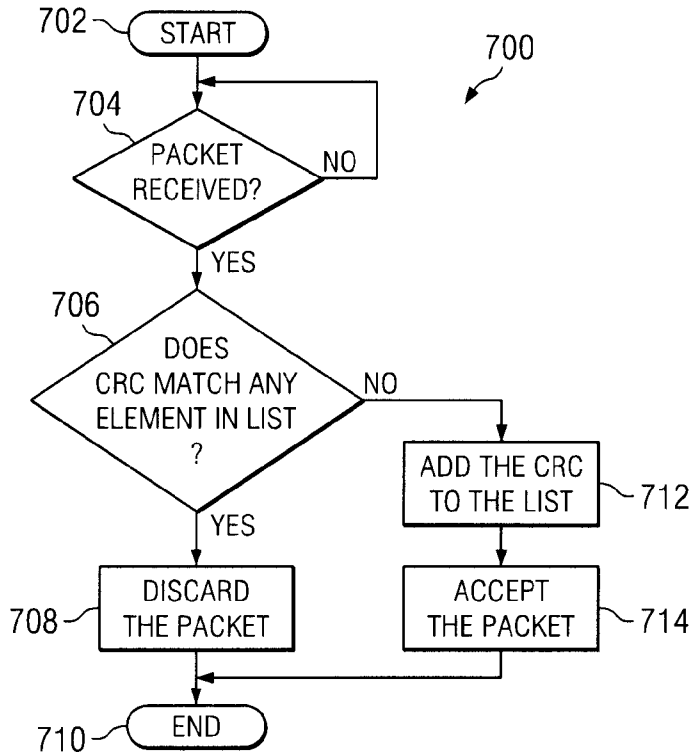 702
START
700
704
PACKET
RECEIVED?
NO
YES
706
DOES
CRC MATCH ANY
ELEMENT IN LIST
?
NO
YES
ADD THE CRC
TO THE LIST
712
708
DISCARD
THE PACKET
ACCEPT
THE PACKET
714
710
END